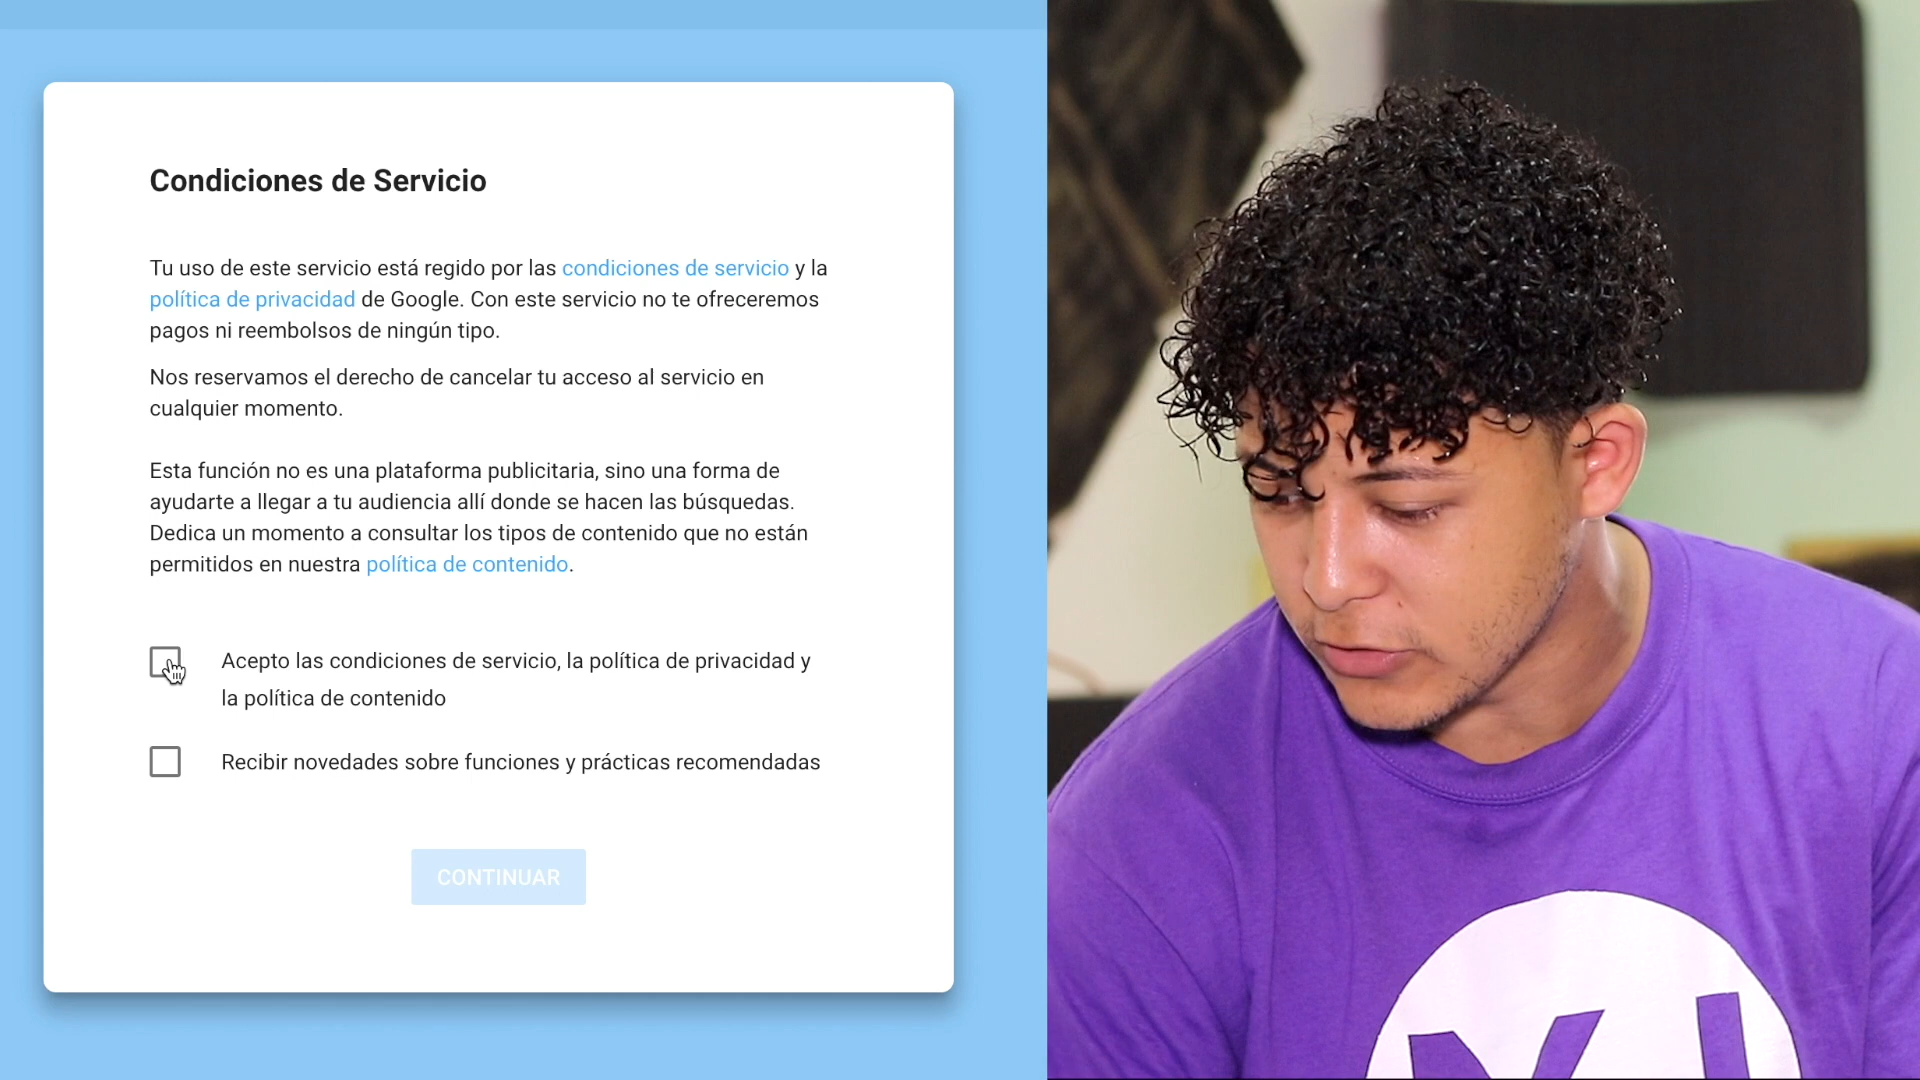 Condiciones de Servicio
Tu uso de este servicio está regido por las condiciones de servicio y la
política de privacidad de Google. Con este servicio no te ofreceremos
pagos ni reembolsos de ningún tipo.
Nos reservamos el derecho de cancelar tu acceso al servicio en
cualquier momento.
Esta función no es una plataforma publicitaria, sino una forma de
ayudarte a llegar a tu audiencia allí donde se hacen las búsquedas.
Dedica un momento a consultar los tipos de contenido que no están
permitidos en nuestra política de contenido.
Acepto las condiciones de servicio, la política de privacidad y
la política de contenido
Recibir novedades sobre funciones y prácticas recomendadas
CONTINUAR